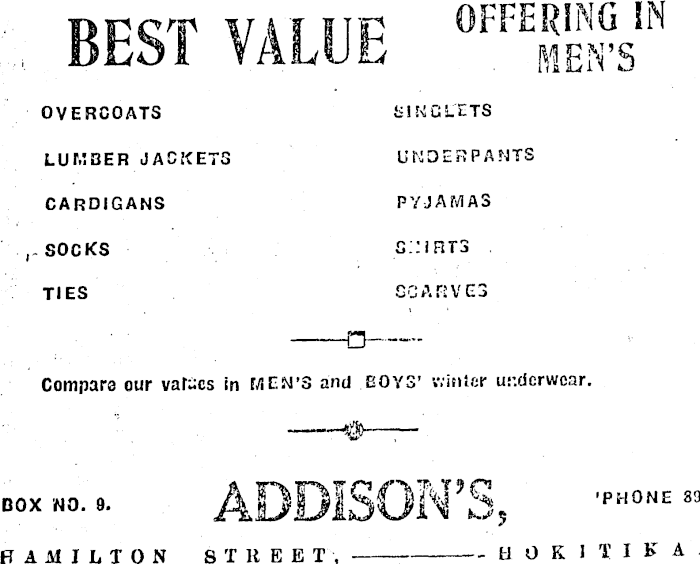 BEST VALUE OFFERING IN
MEN'S
OVERCOATS SINGLETS
LUMBER JACKETS UNDERPANTS
CARDIGANS PYJAMAS
SOCKS SHIRTS
TIES SCARVES
Compare our values in MEN'S and BOYS' winter underwear.
BOX NO. 9. ADDISON'S, 'PHONE 89
HAMILTON STREET, HOKITIKA.